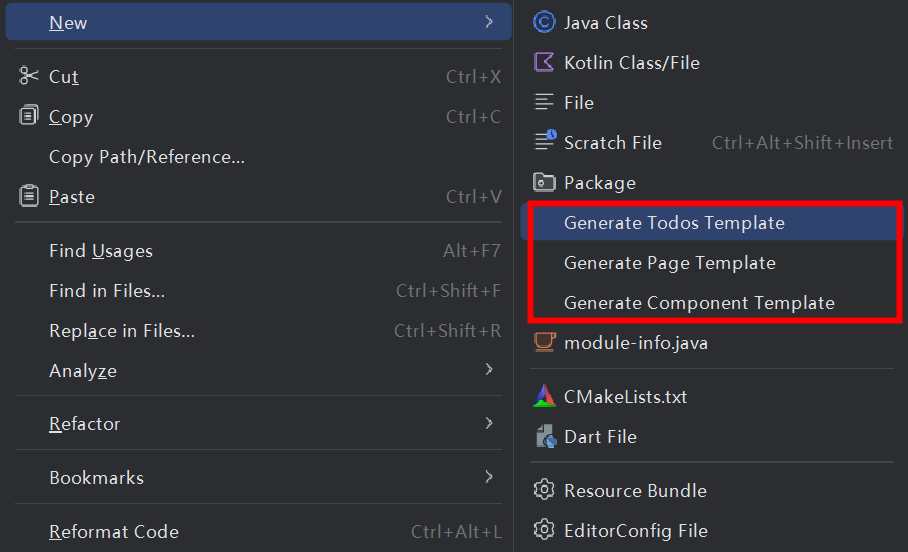 New
Cut Ctrl+X
Copy Ctrl+C
Copy Path/Reference...
Paste Ctrl+V
Find Usages Alt+F7
Find in Files... Ctrl+Shift+F
Replace in Files... Ctrl+Shift+R
Analyze
Refactor
Bookmarks
Reformat Code Ctrl+Alt+L
Java Class
Kotlin Class/File
File
Scratch File Ctrl+Alt+Shift+Insert
Package
Generate Todos Template
Generate Page Template
Generate Component Template
module-info.java
CMakeLists.txt
Dart File
Resource Bundle
EditorConfig File